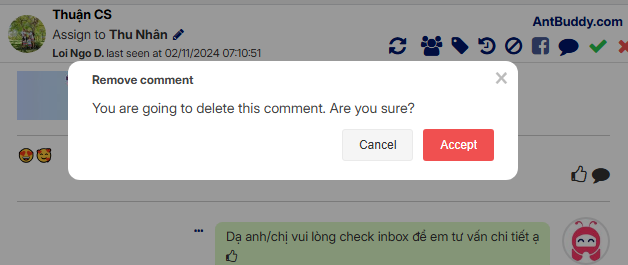 Thuận CS
AntBuddy.com
Assign to Thu Nhân
Loi Ngo D. last seen at 02/11/2024 07:10:51
Remove comment
You are going to delete this comment. Are you sure?
Cancel
Accept
Dạ anh/chị vui lòng check inbox để em tư vấn chi tiết ạ